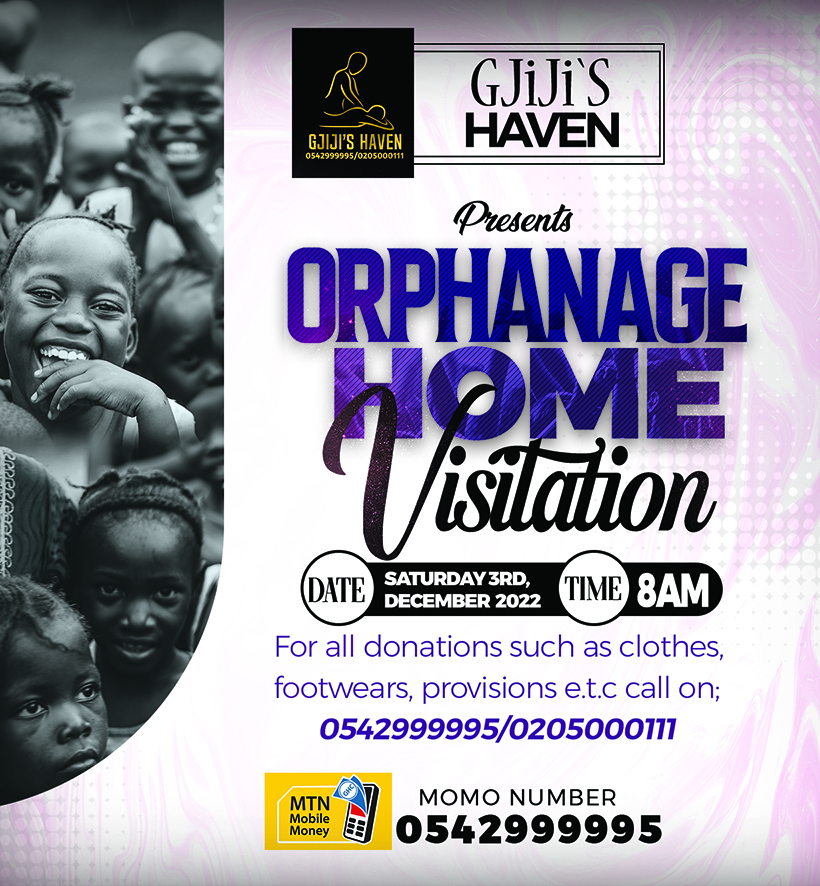 GJIJI'S HAVEN
0542999995/0205000111
GJiJi`S
HAVEN
Presents
ORPHANAGE
HOME
Visitation
DATE
SATURDAY 3RD,
DECEMBER 2022
TIME
8AM
For all donations such as clothes,
footwears, provisions e.t.c call on;
0542999995/0205000111
MTN
Mobile
Money
GHC
MOMO NUMBER
0542999995